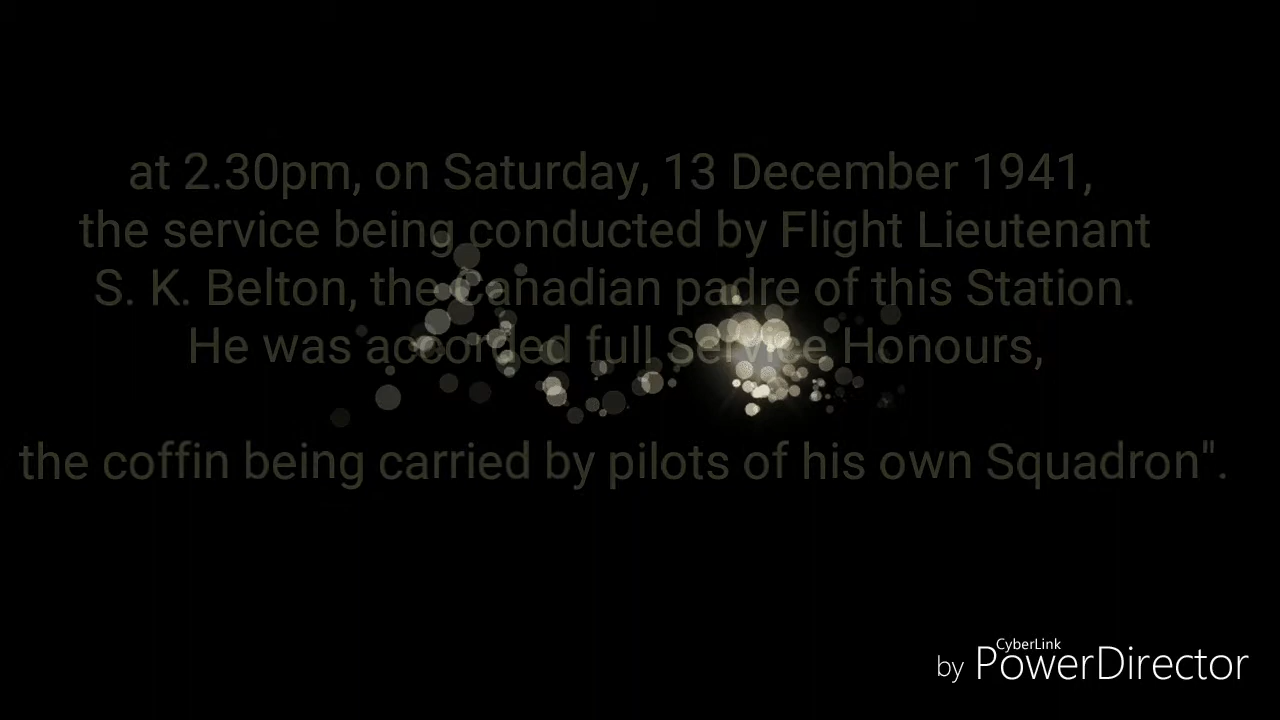 at 2.30pm, on Saturday, 13 December 1941,
the service being conducted by Flight Lieutenant
S. K. Belton, the Canadian padre of this Station.
He was accorded full Service Honours,
the coffin being carried by pilots of his own Squadron".
CyberLink
by PowerDirector